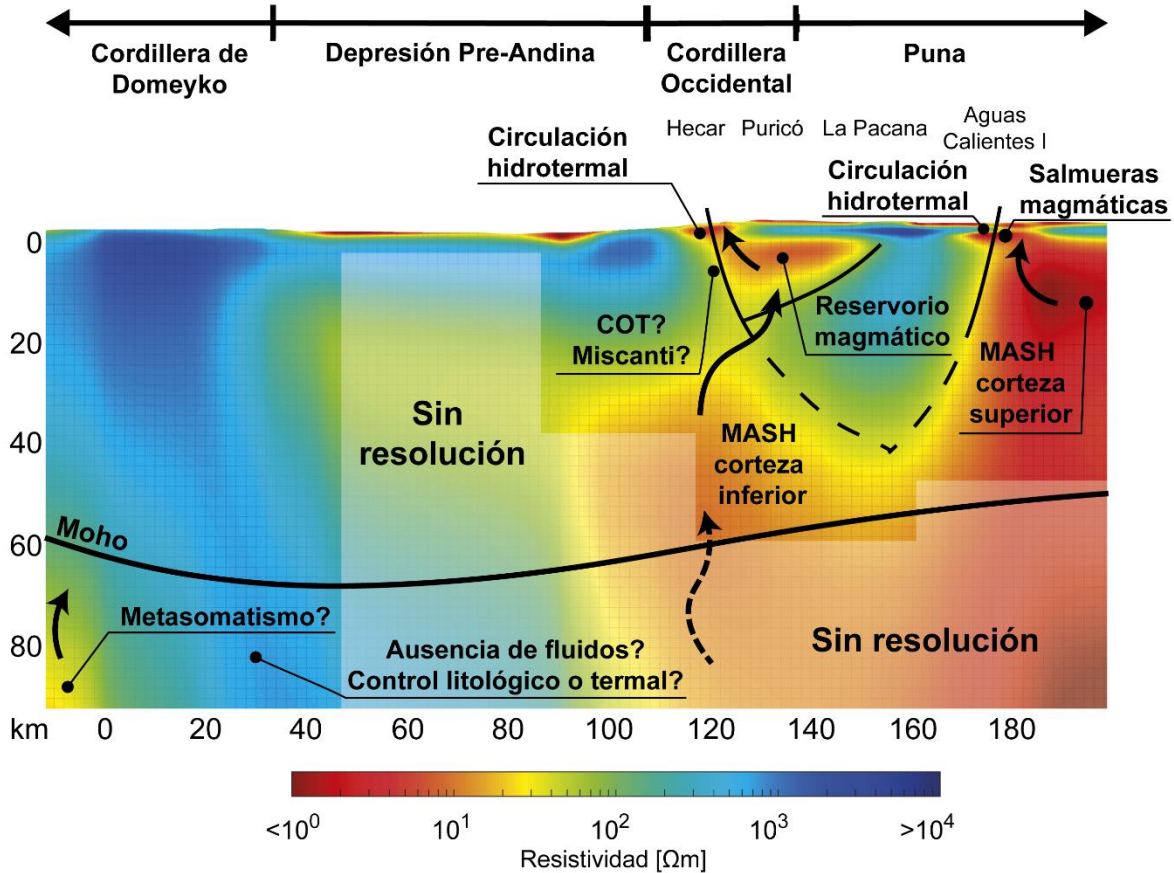 Cordillera de
Domeyko
Depresión Pre-Andina
Cordillera
Occidental
Puna
Hecar
Puricó
La Pacana
Aguas
Calientes I
Circulación
hidrotermal
Circulación
hidrotermal
Salmueras
magmáticas
0
20
40
60
80
km
COT?
Miscanti?
Reservorio
magmático
MASH
corteza
superior
Sin
resolución
MASH
corteza
inferior
Moho
Metasomatismo?
Ausencia de fluidos?
Control litológico o termal?
Sin resolución
0
20
40
60
80
100
120
140
160
180
<10⁰
10¹
10²
10³
>10⁴
Resistividad [Ωm]